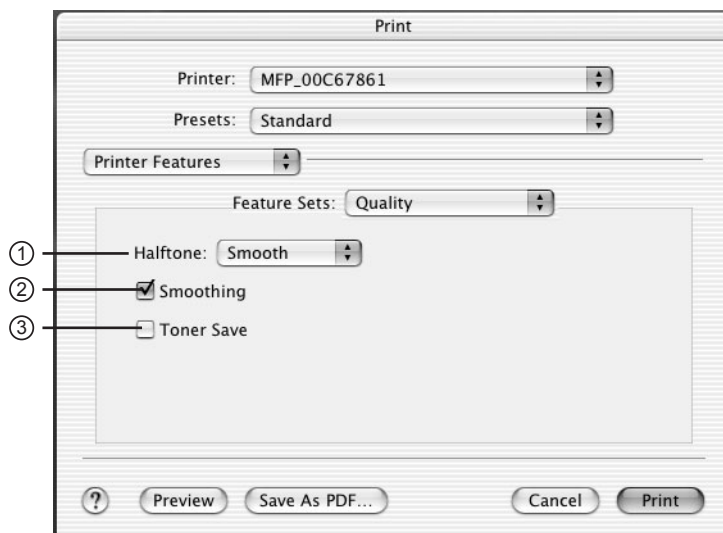 Print
Printer: MFP_00C67861
Presets: Standard
Printer Features
Feature Sets: Quality
① Halftone: Smooth
② Smoothing
③ Toner Save
? Preview Save As PDF... Cancel Print